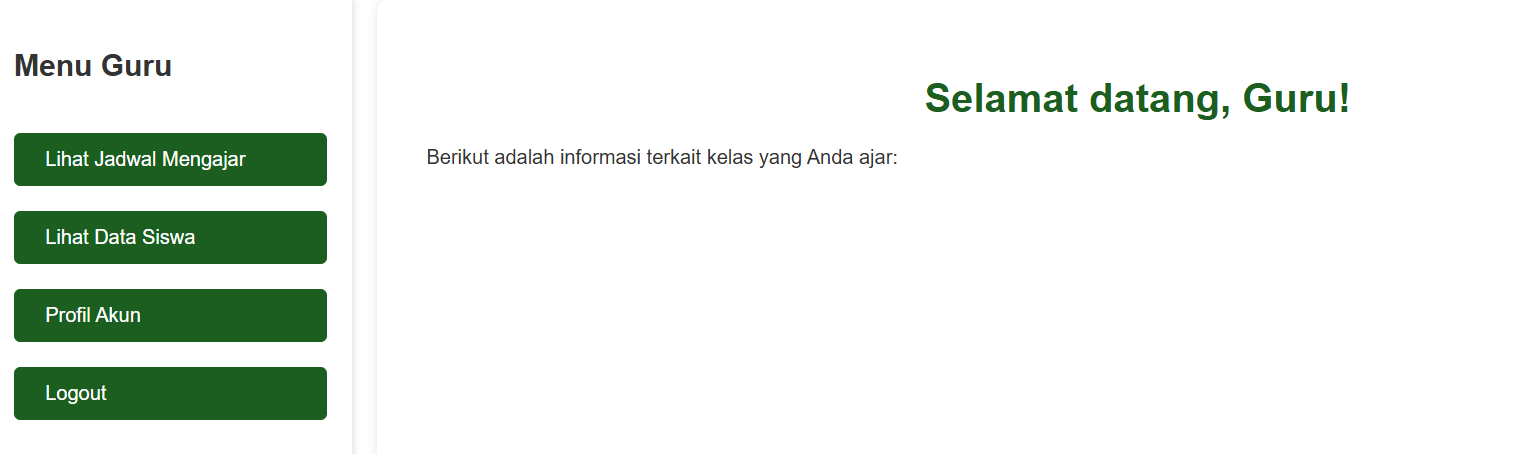 Menu Guru
Lihat Jadwal Mengajar
Lihat Data Siswa
Profil Akun
Logout
Selamat datang, Guru!
Berikut adalah informasi terkait kelas yang Anda ajar: